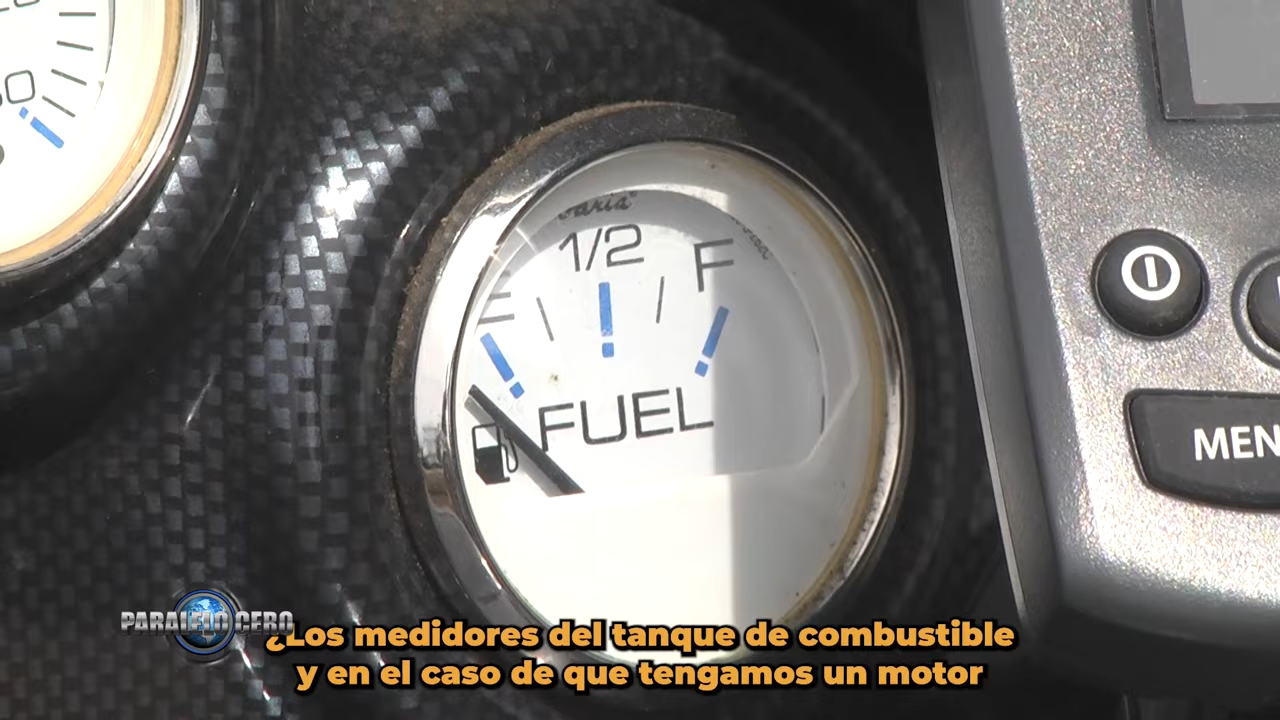 1/2
E
F
FUEL
MEN
PARALELO CERO
¿Los medidores del tanque de combustible
y en el caso de que tengamos un motor